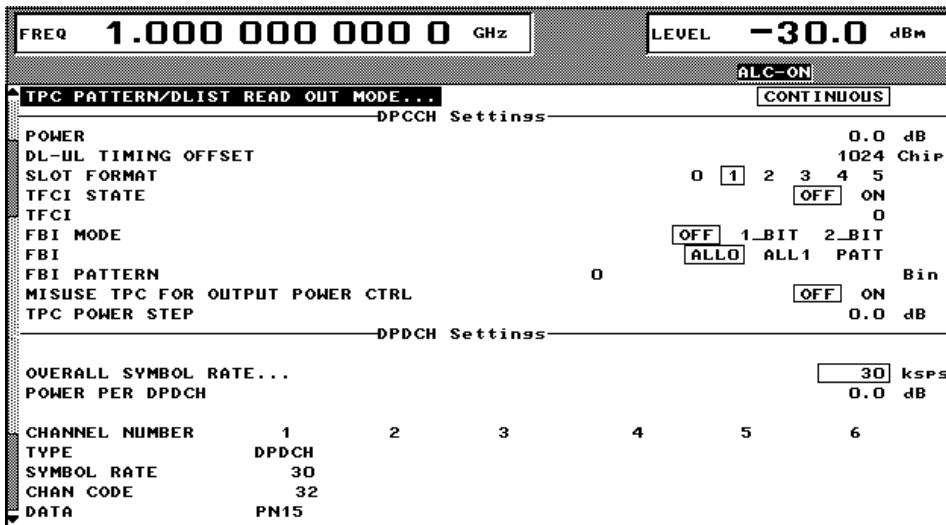 FREQ 1.000 000 000 0 GHz LEVEL -30.0 dBm
ALC-ON
TPC PATTERN/DLIST READ OUT MODE... CONTINUOUS
DPCCH Settings
POWER 0.0 dB
DL-UL TIMING OFFSET 1024 Chip
SLOT FORMAT 0 1 2 3 4 5
TFCI STATE OFF ON
TFCI 0
FBI MODE OFF 1_BIT 2_BIT
FBI ALL0 ALL1 PATT
FBI PATTERN 0 Bin
MISUSE TPC FOR OUTPUT POWER CTRL OFF ON
TPC POWER STEP 0.0 dB
DPDCH Settings
OVERALL SYMBOL RATE... 30 ksps
POWER PER DPDCH 0.0 dB
CHANNEL NUMBER 1 2 3 4 5 6
TYPE DPDCH
SYMBOL RATE 30
CHAN CODE 32
DATA PN15